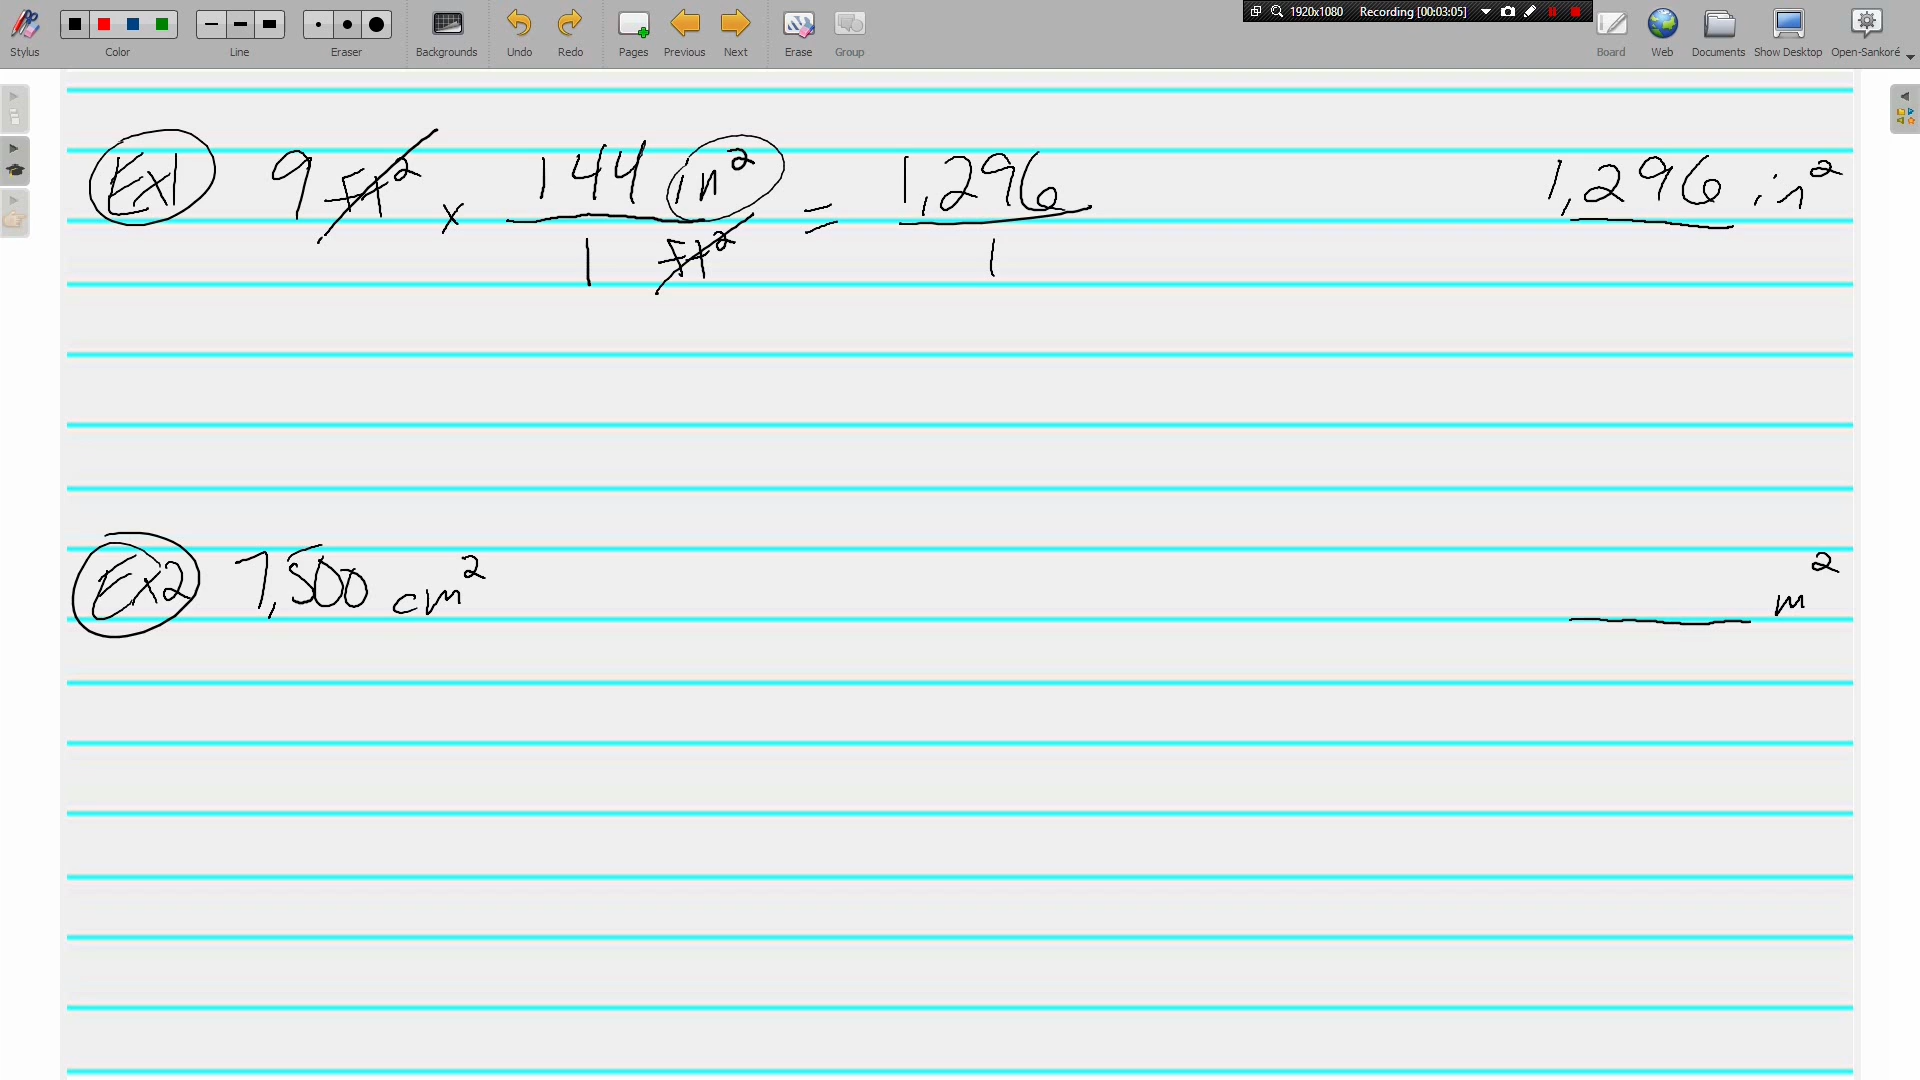 1920x1080 Recording [00:03:05]
Stylus Color Line Eraser Backgrounds Undo Redo Pages Previous Next Erase Group Board Web Documents Show Desktop Open-Sankoré
Ex1 9 ft² x 144 in² = 1,296 1,296 in²
1 ft² 1
Ex2 7,500 cm² m²